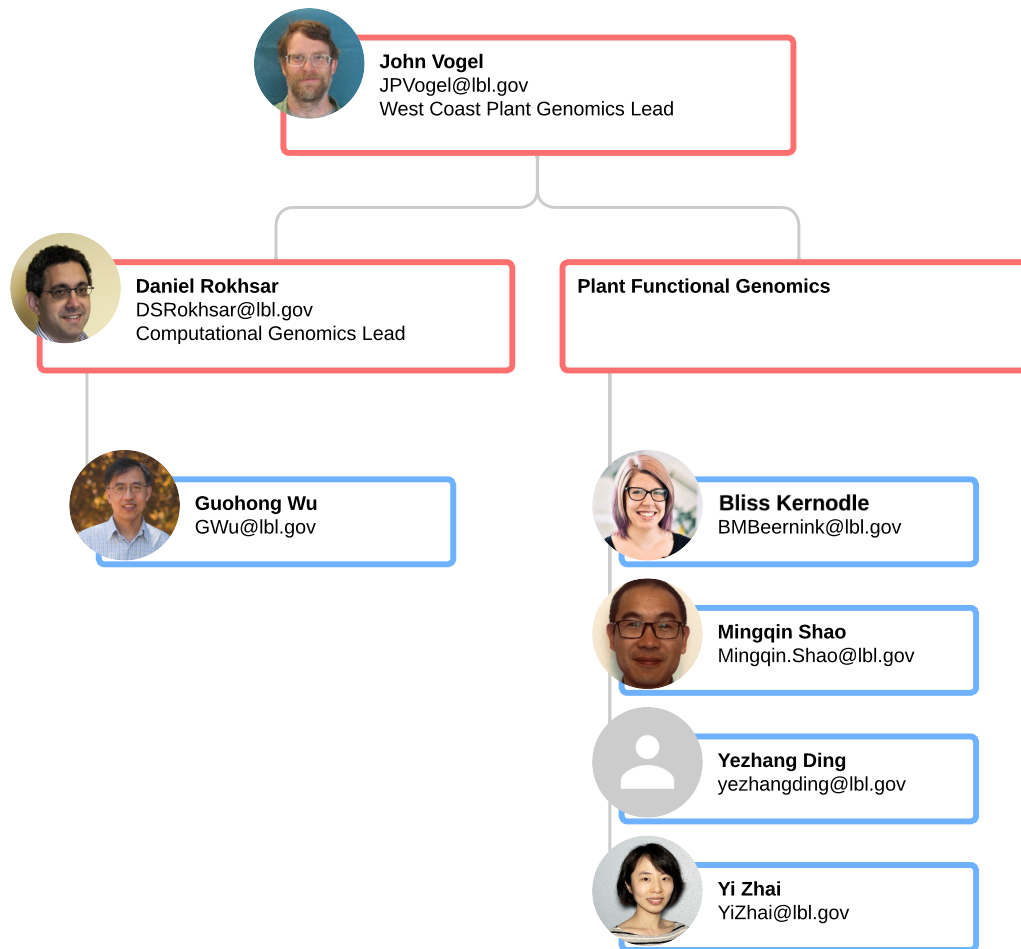 John Vogel
JPVogel@lbl.gov
West Coast Plant Genomics Lead
Daniel Rokhsar
DSRokhsar@lbl.gov
Computational Genomics Lead
Plant Functional Genomics
Guohong Wu
GWu@lbl.gov
Bliss Kernodle
BMBeernink@lbl.gov
Mingqin Shao
Mingqin.Shao@lbl.gov
Yezhang Ding
yezhangding@lbl.gov
Yi Zhai
YiZhai@lbl.gov